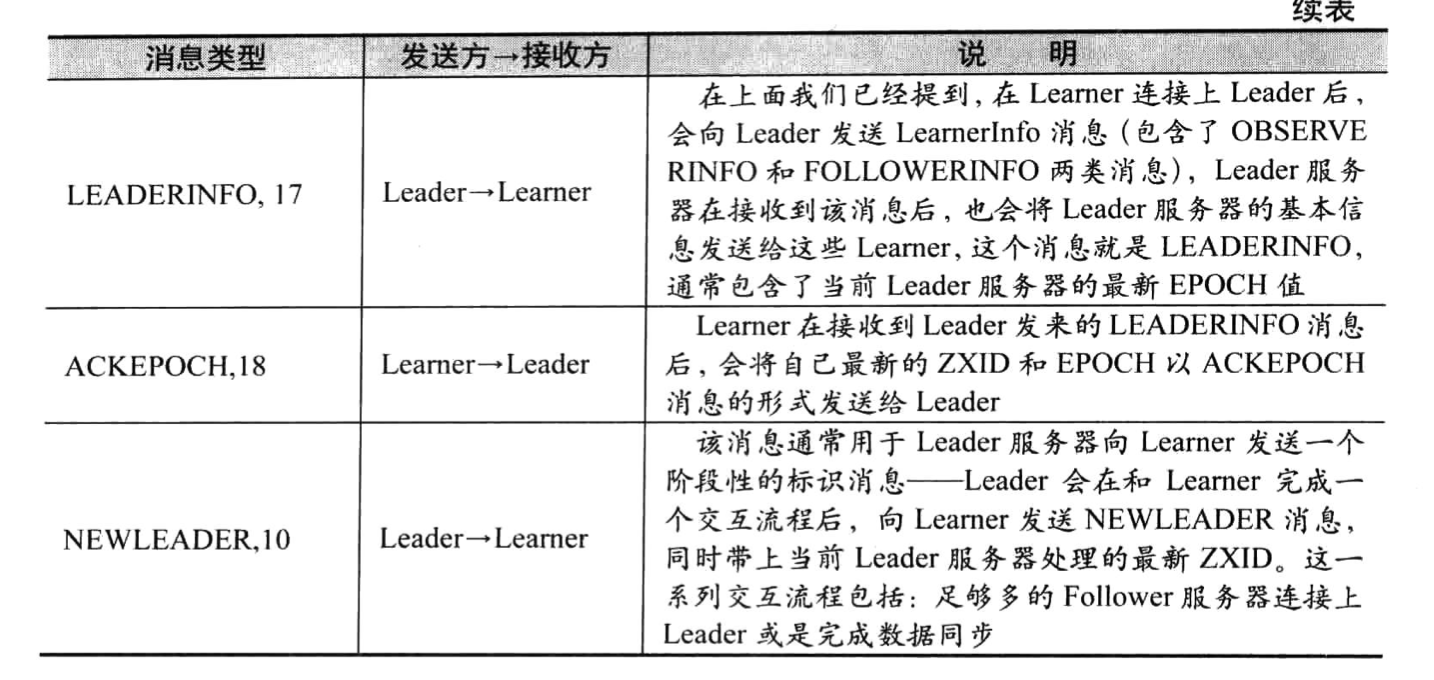 续表
消息类型 发送方→接收方 说 明
在上面我们已经提到，在 Learner 连接上 Leader 后，
会向 Leader 发送 LearnerInfo 消息（包含了 OBSERVE
RINFO 和 FOLLOWERINFO 两类消息），Leader 服务
LEADERINFO, 17 Leader→Learner
器在接收到该消息后，也会将 Leader 服务器的基本信
息发送给这些 Learner，这个消息就是 LEADERINFO，
通常包含了当前 Leader 服务器的最新 EPOCH 值
Learner 在接收到 Leader 发来的 LEADERINFO 消息
ACKEPOCH,18 Learner→Leader 后，会将自己最新的 ZXID 和 EPOCH 以 ACKEPOCH
消息的形式发送给 Leader
该消息通常用于 Leader 服务器向 Learner 发送一个
阶段性的标识消息——Leader 会在和 Learner 完成一
个交互流程后，向 Learner 发送 NEWLEADER 消息，
NEWLEADER,10 Leader→Learner
同时带上当前 Leader 服务器处理的最新 ZXID。这一
系列交互流程包括：足够多的 Follower 服务器连接上
Leader 或是完成数据同步